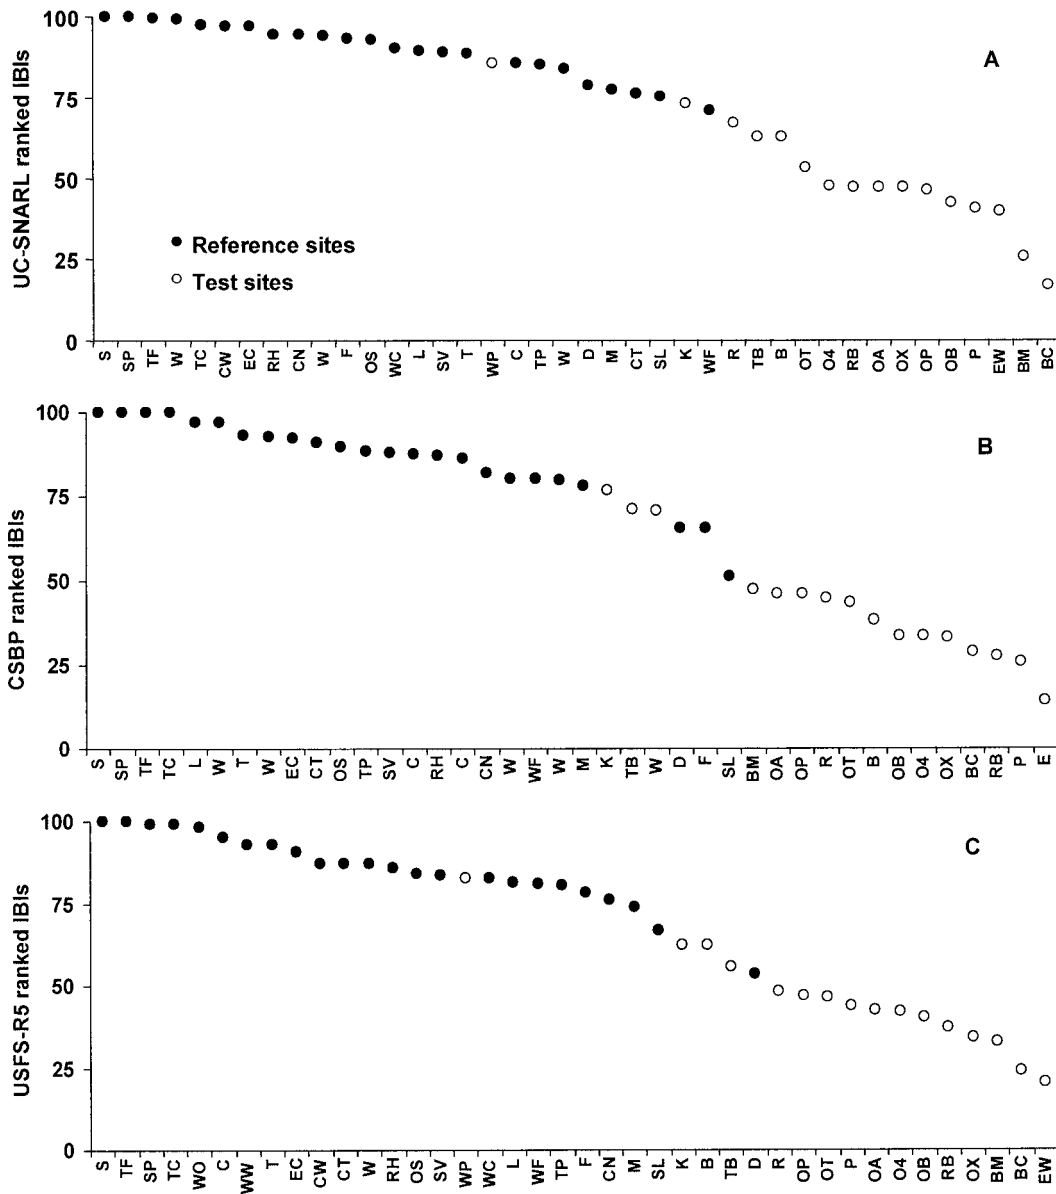 100
A
UC-SNARL ranked IBIs
75
50
Reference sites
25
Test sites
0
S SP TF W TC CW EC RH CN W F OS WC L SV T WP C TP W D M CT SL K WF R TB B OT O4 RB OA OX OP OB P EW BM BC
100
B
CSBP ranked IBIs
75
50
25
0
S SP TF TC L W T W EC CT OS TP SV C RH C CN W WF W M K TB W D F SL BM OA OP R OT B OB O4 OX BC RB P E
100
C
USFS-R5 ranked IBIs
75
50
25
0
S TF SP TC WO C WW T EC CW CT W RH OS SV WP WC L WF TP F CN M SL K B TB D R OP OT P OA O4 OB RB OX BM BC EW